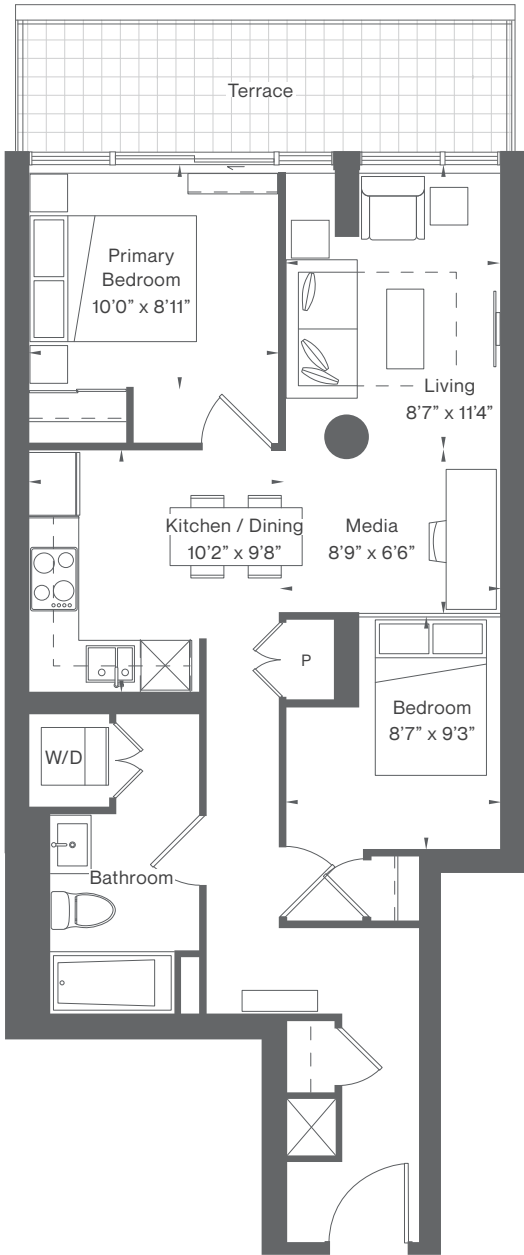 Terrace
Primary
Bedroom
10’0” x 8’11”
Living
8’7” x 11’4”
Kitchen / Dining
10’2” x 9’8”
Media
8’9” x 6’6”
P
Bedroom
8’7” x 9’3”
W/D
Bathroom